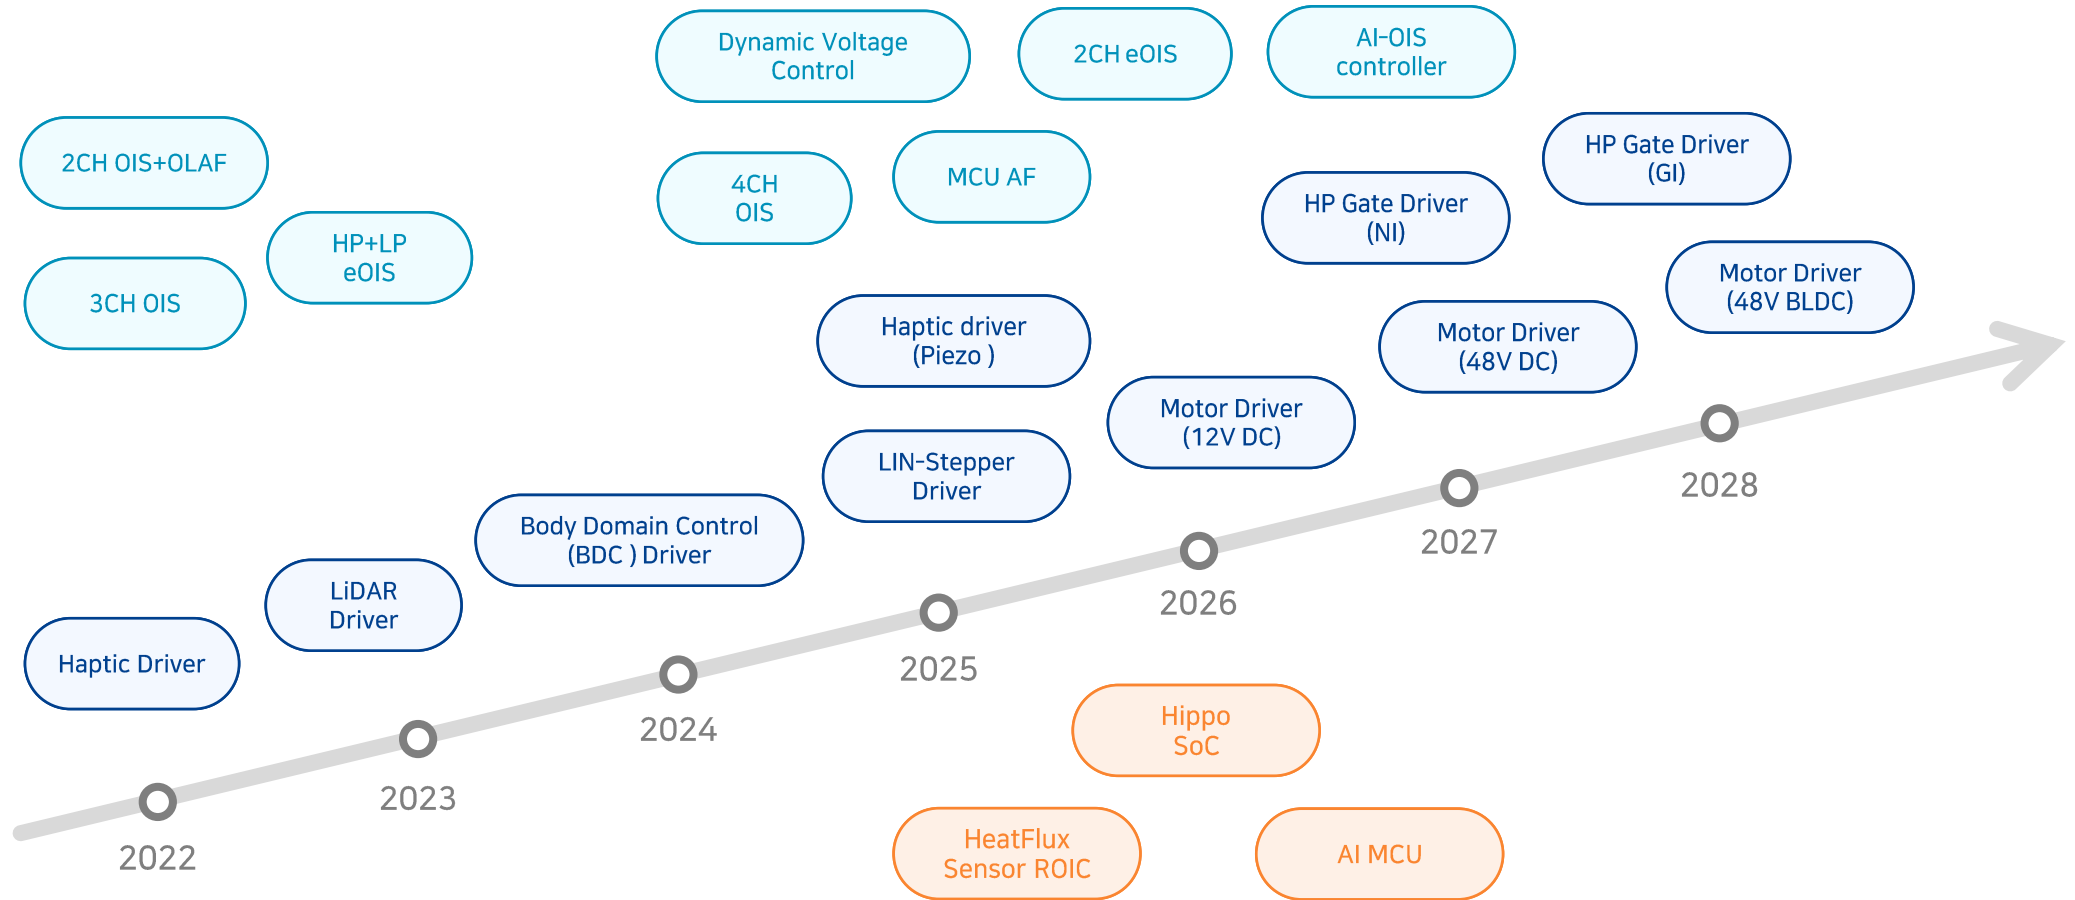 Dynamic Voltage
Control
2CH eOIS
AI-OIS
controller
2CH OIS+OLAF
4CH
OIS
MCU AF
HP Gate Driver
(GI)
HP Gate Driver
(NI)
HP+LP
eOIS
3CH OIS
Haptic driver
(Piezo )
Motor Driver
(48V DC)
Motor Driver
(48V BLDC)
Motor Driver
(12V DC)
LIN-Stepper
Driver
Body Domain Control
(BDC ) Driver
LiDAR
Driver
Haptic Driver
2022
2023
2024
2025
2026
2027
2028
Hippo
SoC
HeatFlux
Sensor ROIC
AI MCU